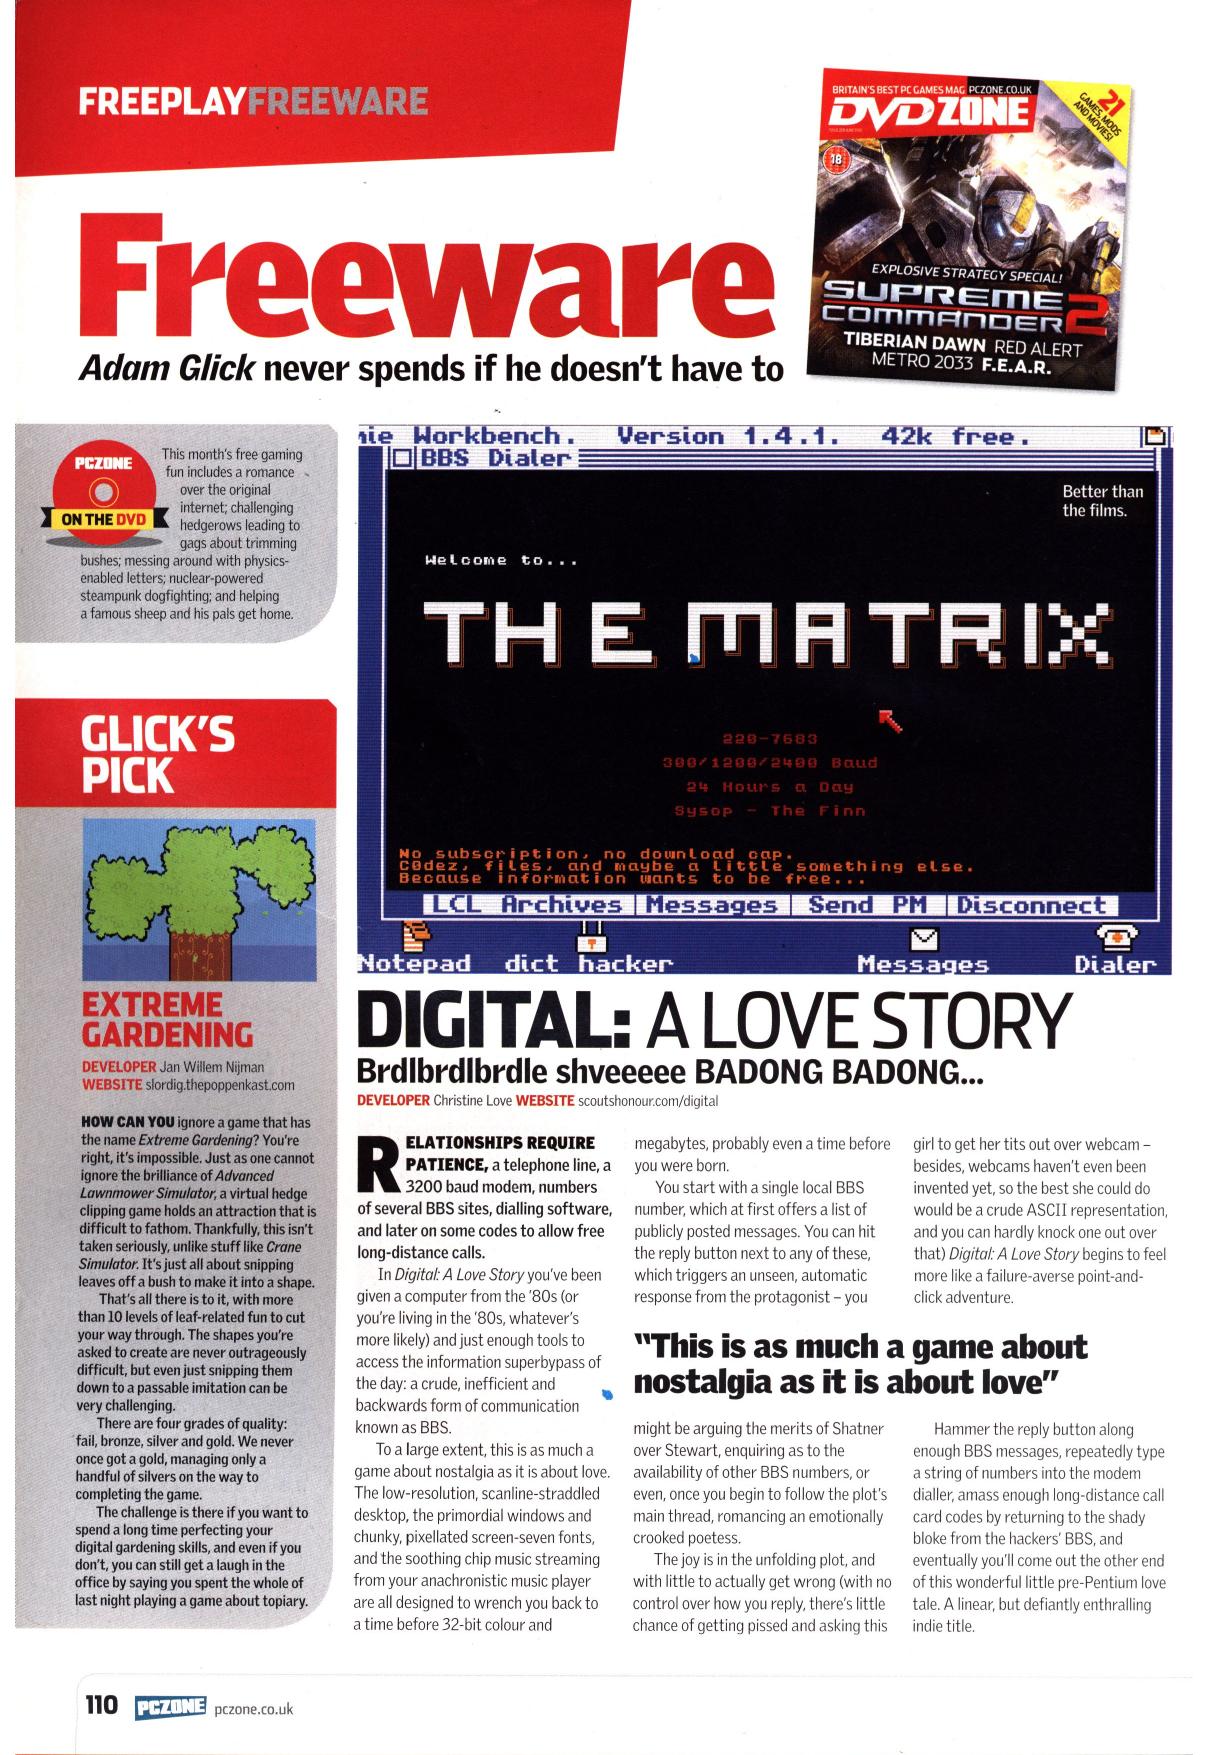 FREEPLAYFREEWARE
BRITAIN'S BEST PC GAMES MAG PCZONE.CO.UK
DVD ZONE
21
GAMES, MODS
AND MOVIES!
18
EXPLOSIVE STRATEGY SPECIAL!
SUPREME
COMMANDER 2
TIBERIAN DAWN RED ALERT
METRO 2033 F.E.A.R.
Freeware
Adam Glick never spends if he doesn't have to
PCZONE
ON THE DVD
This month's free gaming
fun includes a romance
over the original
internet; challenging
hedgerows leading to
gags about trimming
bushes; messing around with physics-
enabled letters; nuclear-powered
steampunk dogfighting; and helping
a famous sheep and his pals get home.
GLICK'S
PICK
EXTREME
GARDENING
DEVELOPER Jan Willem Nijman
WEBSITE slordig.thepoppenkast.com
HOW CAN YOU ignore a game that has
the name Extreme Gardening? You're
right, it's impossible. Just as one cannot
ignore the brilliance of Advanced
Lawnmower Simulator, a virtual hedge
clipping game holds an attraction that is
difficult to fathom. Thankfully, this isn't
taken seriously, unlike stuff like Crane
Simulator. It's just all about snipping
leaves off a bush to make it into a shape.
That's all there is to it, with more
than 10 levels of leaf-related fun to cut
your way through. The shapes you're
asked to create are never outrageously
difficult, but even just snipping them
down to a passable imitation can be
very challenging.
There are four grades of quality:
fail, bronze, silver and gold. We never
once got a gold, managing only a
handful of silvers on the way to
completing the game.
The challenge is there if you want to
spend a long time perfecting your
digital gardening skills, and even if you
don't, you can still get a laugh in the
office by saying you spent the whole of
last night playing a game about topiary.
nie Workbench. Version 1.4.1. 42k free.
BBS Dialer
Better than
the films.
Welcome to...
THE MATRIX
220-7683
300/1200/2400 Baud
24 Hours a Day
Sysop - The Finn
No subscription, no download cap.
C0dez, files, and maybe a little something else.
Because information wants to be free...
LCL Archives Messages Send PM Disconnect
Notepad dict hacker Messages Dialer
DIGITAL: A LOVE STORY
Brdlbrdlbrdle shveeeee BADONG BADONG...
DEVELOPER Christine Love WEBSITE scoutshonour.com/digital
RELATIONSHIPS REQUIRE
PATIENCE, a telephone line, a
3200 baud modem, numbers
of several BBS sites, dialling software,
and later on some codes to allow free
long-distance calls.
In Digital: A Love Story you've been
given a computer from the '80s (or
you're living in the '80s, whatever's
more likely) and just enough tools to
access the information superbypass of
the day: a crude, inefficient and
backwards form of communication
known as BBS.
To a large extent, this is as much a
game about nostalgia as it is about love.
The low-resolution, scanline-straddled
desktop, the primordial windows and
chunky, pixellated screen-seven fonts,
and the soothing chip music streaming
from your anachronistic music player
are all designed to wrench you back to
a time before 32-bit colour and
megabytes, probably even a time before
you were born.
You start with a single local BBS
number, which at first offers a list of
publicly posted messages. You can hit
the reply button next to any of these,
which triggers an unseen, automatic
response from the protagonist – you
might be arguing the merits of Shatner
over Stewart, enquiring as to the
availability of other BBS numbers, or
even, once you begin to follow the plot's
main thread, romancing an emotionally
crooked poetess.
The joy is in the unfolding plot, and
with little to actually get wrong (with no
control over how you reply, there's little
chance of getting pissed and asking this
girl to get her tits out over webcam –
besides, webcams haven't even been
invented yet, so the best she could do
would be a crude ASCII representation,
and you can hardly knock one out over
that) Digital: A Love Story begins to feel
more like a failure-averse point-and-
click adventure.
"This is as much a game about
nostalgia as it is about love"
Hammer the reply button along
enough BBS messages, repeatedly type
a string of numbers into the modem
dialler, amass enough long-distance call
card codes by returning to the shady
bloke from the hackers' BBS, and
eventually you'll come out the other end
of this wonderful little pre-Pentium love
tale. A linear, but defiantly enthralling
indie title.
110 PCZONE pczone.co.uk